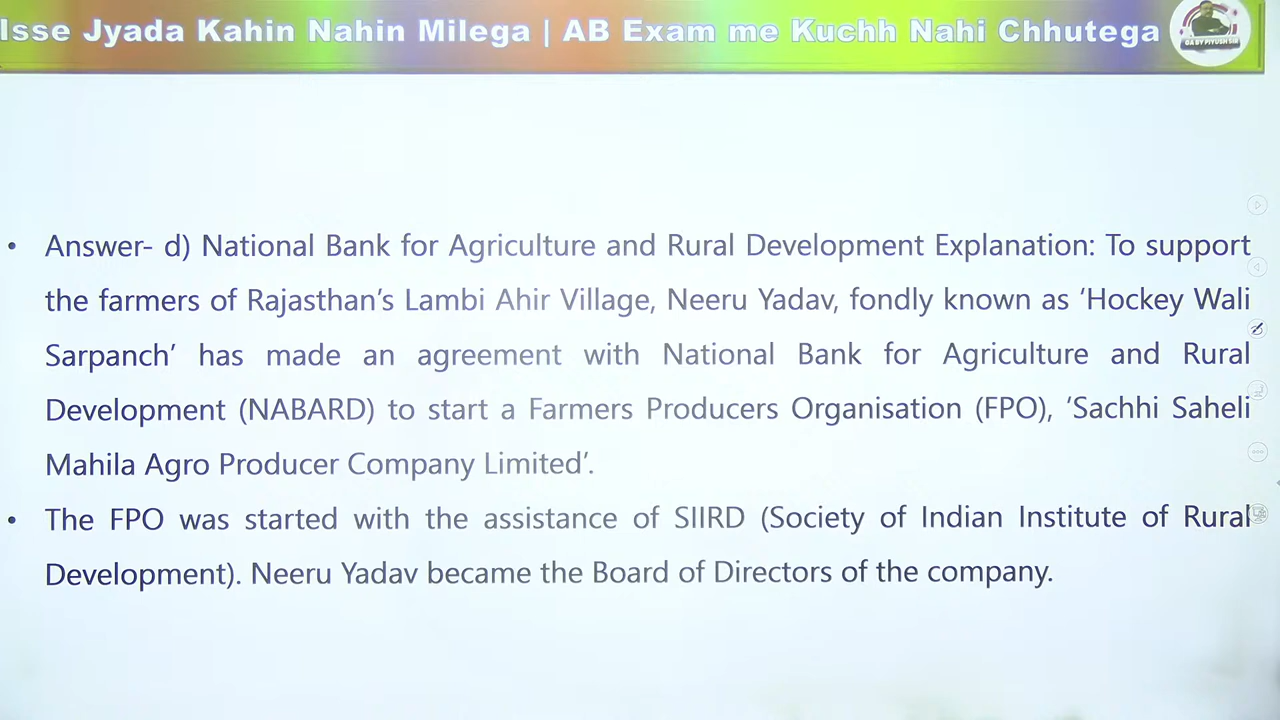 Isse Jyada Kahin Nahin Milega | AB Exam me Kuchh Nahi Chhutega
GA BY PIYUSH SIR
• Answer- d) National Bank for Agriculture and Rural Development Explanation: To support
the farmers of Rajasthan’s Lambi Ahir Village, Neeru Yadav, fondly known as ‘Hockey Wali
Sarpanch’ has made an agreement with National Bank for Agriculture and Rural
Development (NABARD) to start a Farmers Producers Organisation (FPO), ‘Sachhi Saheli
Mahila Agro Producer Company Limited’.
• The FPO was started with the assistance of SIIRD (Society of Indian Institute of Rural
Development). Neeru Yadav became the Board of Directors of the company.